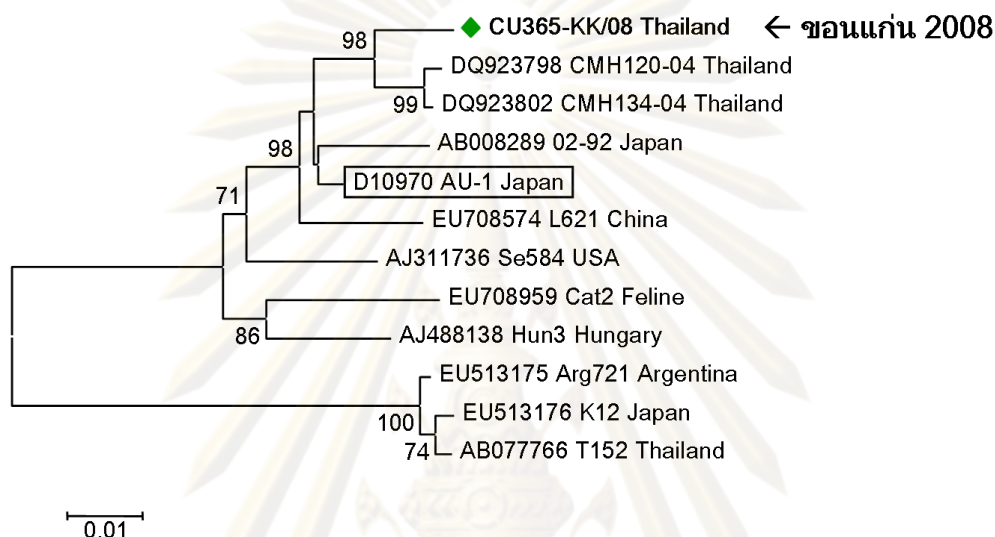 98
CU365-KK/08 Thailand ← ขอนแก่น 2008
DQ923798 CMH120-04 Thailand
99
DQ923802 CMH134-04 Thailand
98
AB008289 02-92 Japan
D10970 AU-1 Japan
71
EU708574 L621 China
AJ311736 Se584 USA
EU708959 Cat2 Feline
86
AJ488138 Hun3 Hungary
EU513175 Arg721 Argentina
100
EU513176 K12 Japan
74
AB077766 T152 Thailand
0.01